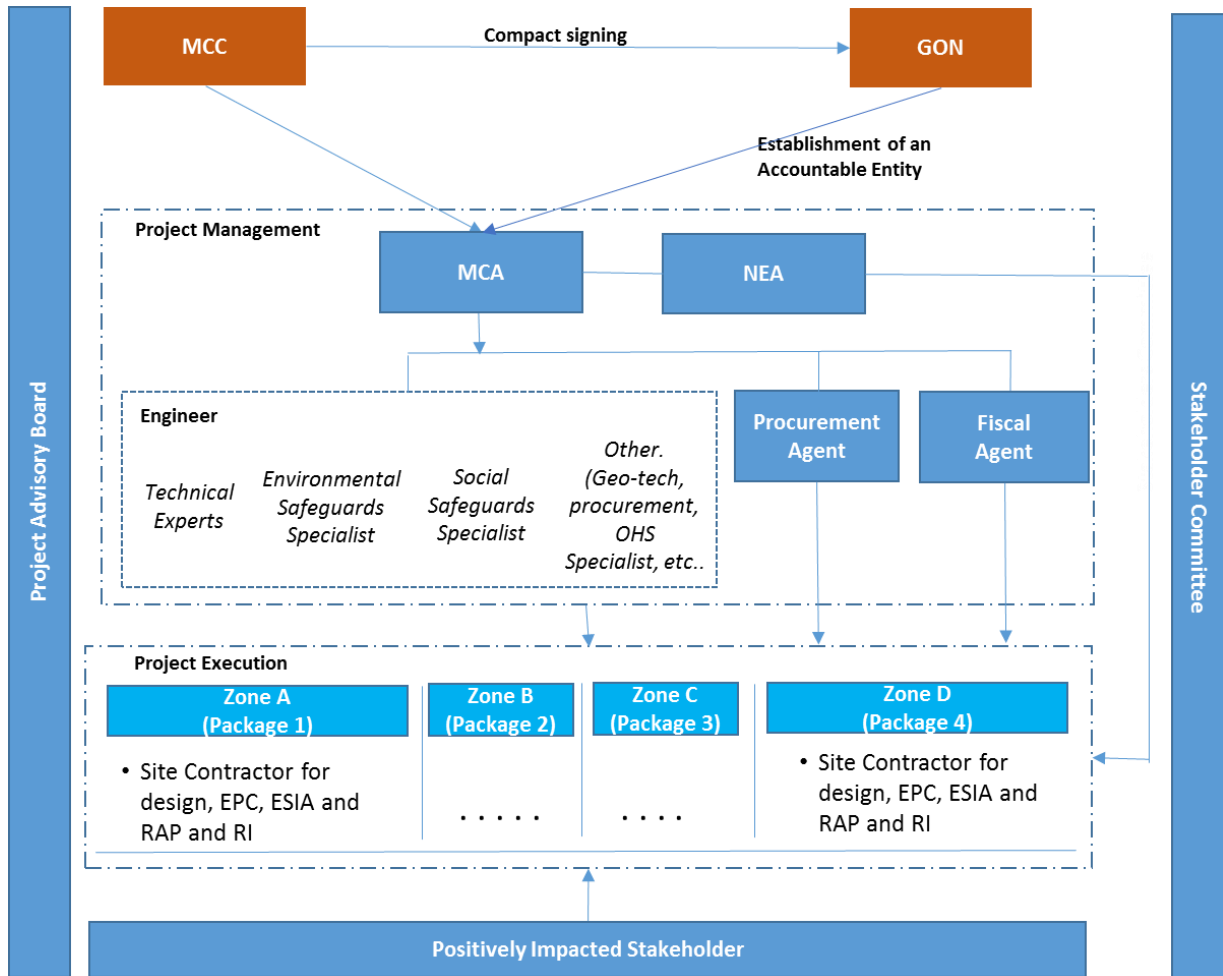 MCC
Compact signing
GON
Establishment of an
Accountable Entity
Project Management
MCA
NEA
Project Advisory Board
Stakeholder Committee
Engineer
Technical
Experts
Environmental
Safeguards
Specialist
Social
Safeguards
Specialist
Other.
(Geo-tech,
procurement,
OHS
Specialist, etc..
Procurement
Agent
Fiscal
Agent
Project Execution
Zone A
(Package 1)
Zone B
(Package 2)
Zone C
(Package 3)
Zone D
(Package 4)
• Site Contractor for
design, EPC, ESIA and
RAP and RI
. . . . .
. . . .
• Site Contractor for
design, EPC, ESIA and
RAP and RI
Positively Impacted Stakeholder